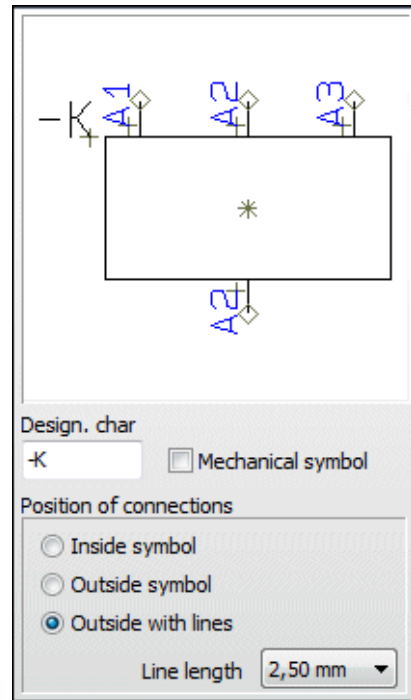 -K A1 A2 A3
A2
Design. char
-K Mechanical symbol
Position of connections
Inside symbol
Outside symbol
Outside with lines
Line length 2,50 mm